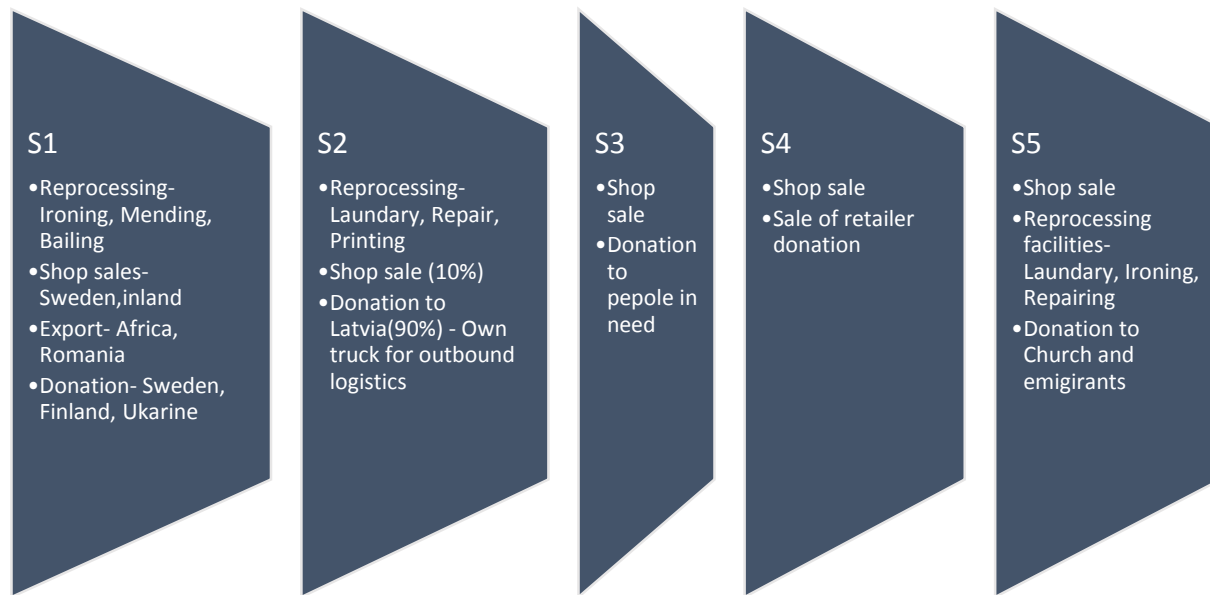 S1
•Reprocessing-
Ironing, Mending,
Bailing
•Shop sales-
Sweden,inland
•Export- Africa,
Romania
•Donation- Sweden,
Finland, Ukarine
S2
•Reprocessing-
Laundary, Repair,
Printing
•Shop sale (10%)
•Donation to
Latvia(90%) - Own
truck for outbound
logistics
S3
•Shop
sale
•Donation
to
pepole in
need
S4
•Shop sale
•Sale of retailer
donation
S5
•Shop sale
•Reprocessing
facilities-
Laundary, Ironing,
Repairing
•Donation to
Church and
emigirants